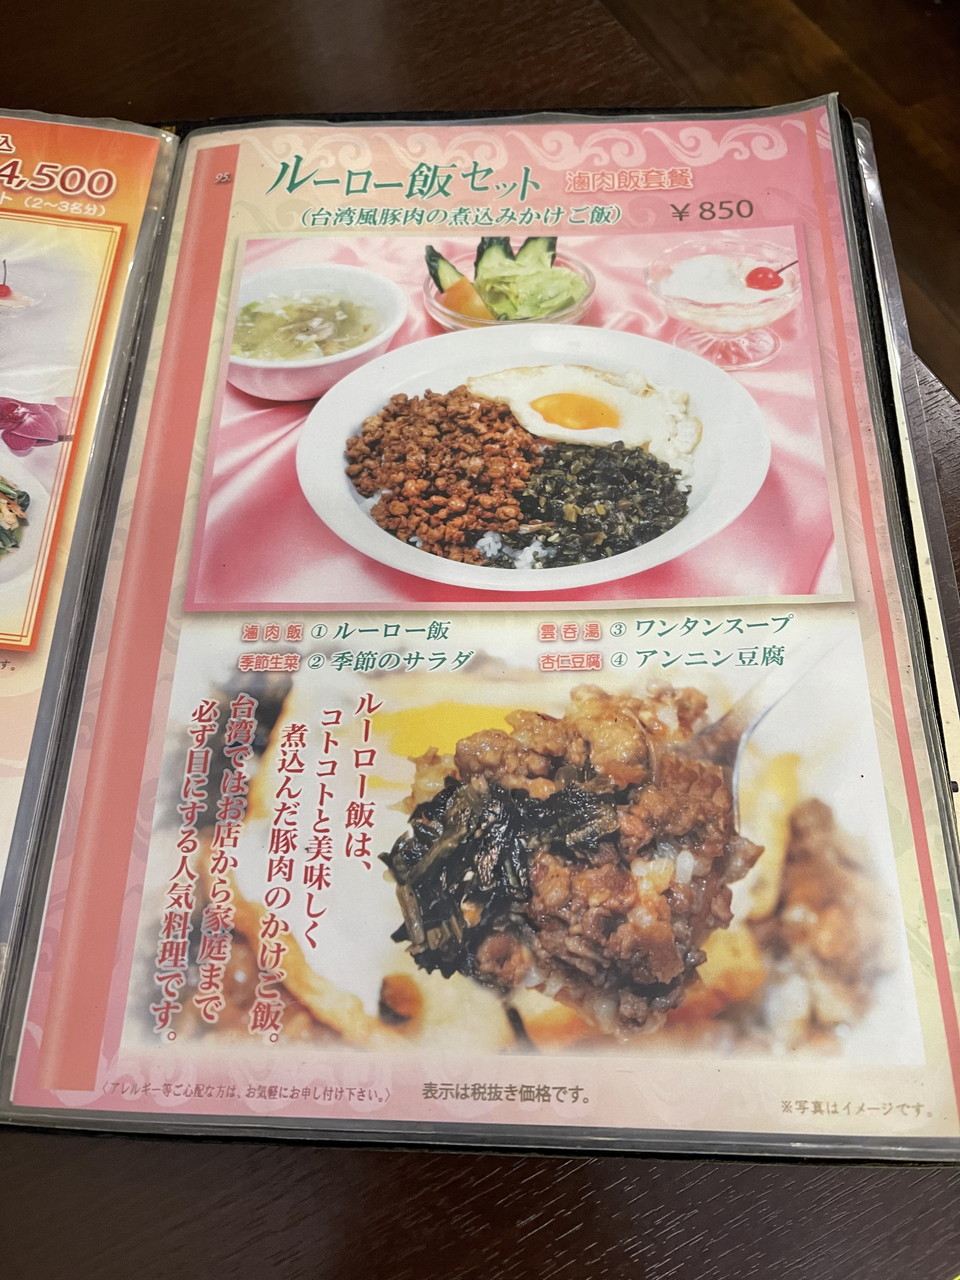 込
4,500
ト（2〜3名分）
す。
95. ルーロー飯セット 滷肉飯套餐
（台湾風豚肉の煮込みかけご飯） ￥850
滷肉飯 ①ルーロー飯
季節生菜 ②季節のサラダ
雲呑湯 ③ワンタンスープ
杏仁豆腐 ④アンニン豆腐
ルーロー飯は、
コトコトと美味しく
煮込んだ豚肉のかけご飯。
台湾ではお店から家庭まで
必ず目にする人気料理です。
〈アレルギー等ご心配な方は、お気軽にお申し付け下さい。〉
表示は税抜き価格です。
※写真はイメージです。